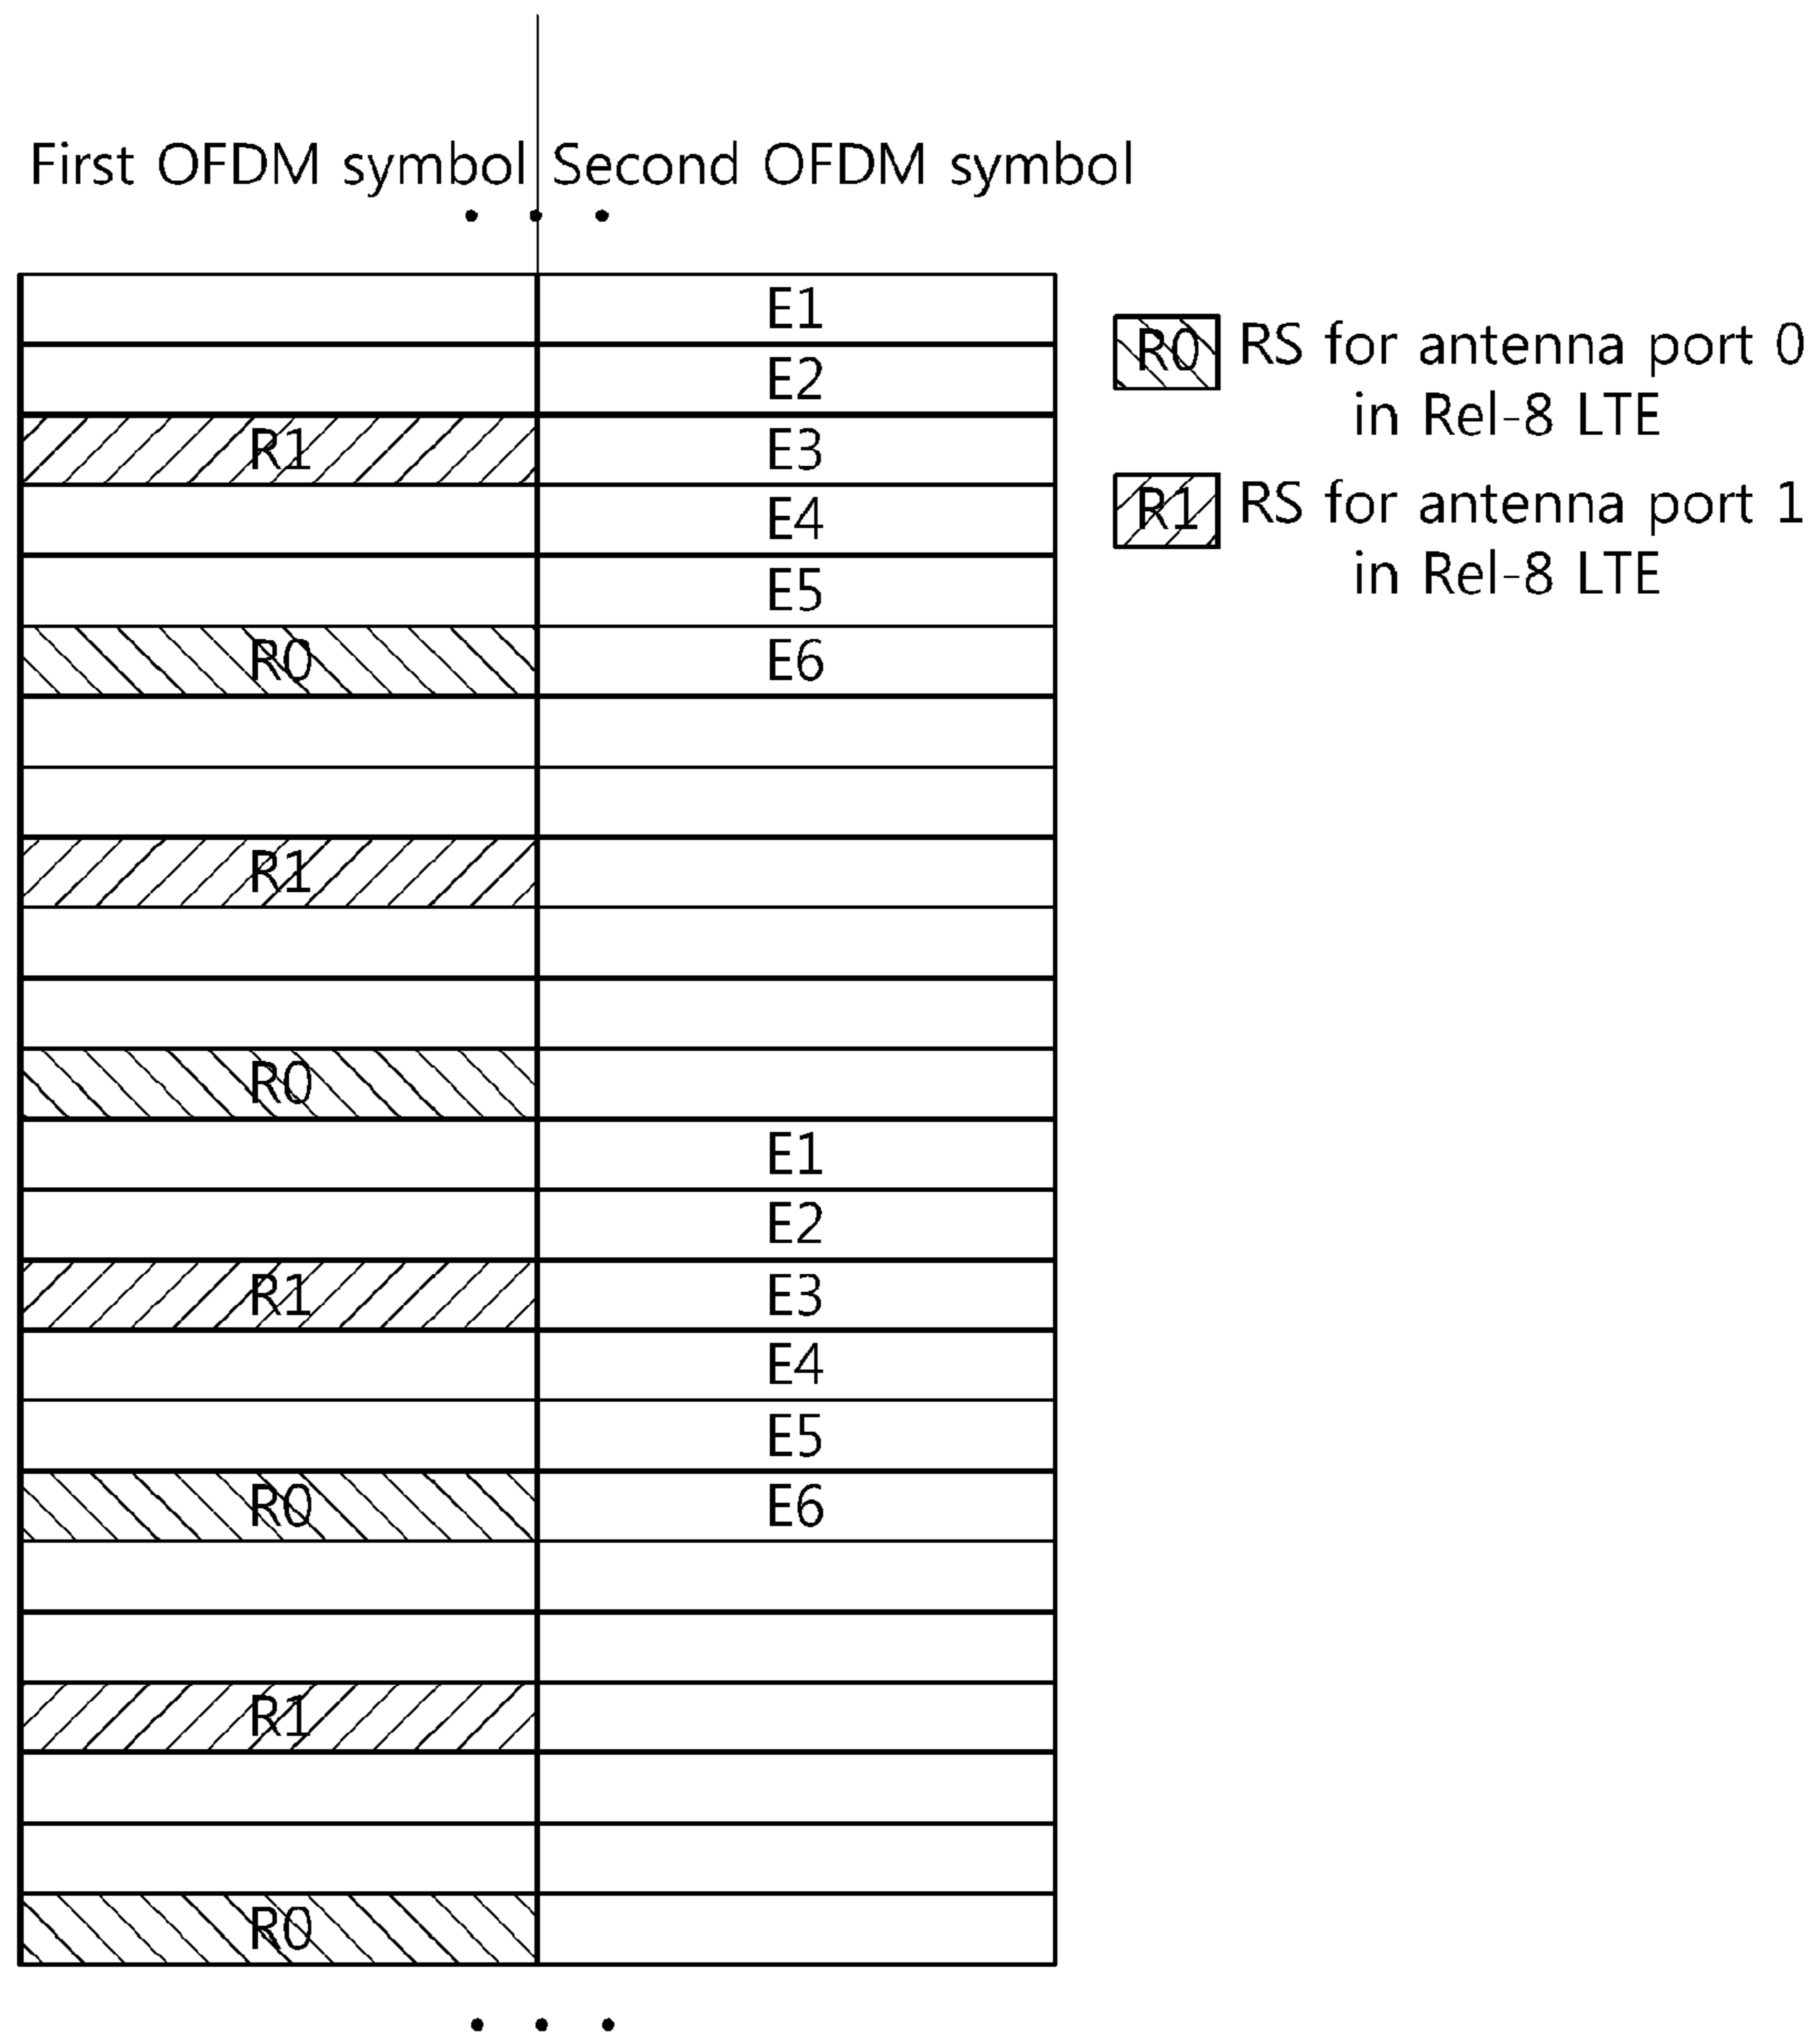 First OFDM symbol Second OFDM symbol
. . .
E1
E2
R1 E3
E4
E5
R0 E6
R1
R0
E1
E2
R1 E3
E4
E5
R0 E6
R1
R0
. . .
R0 RS for antenna port 0
in Rel-8 LTE
R1 RS for antenna port 1
in Rel-8 LTE